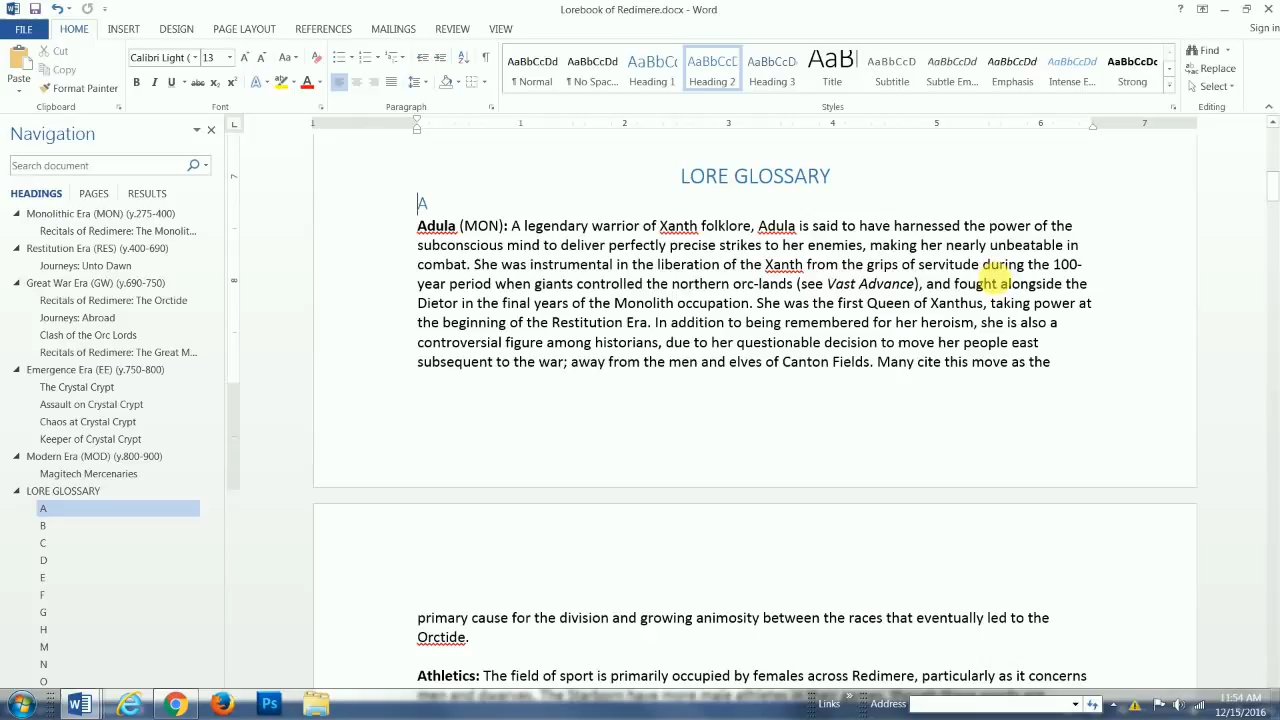 Lorebook of Redimere.docx - Word
Sign in
FILE HOME INSERT DESIGN PAGE LAYOUT REFERENCES MAILINGS REVIEW VIEW
Cut
Copy
Format Painter
Paste
Clipboard
Calibri Light ( 13
Font
Paragraph
AaBbCcDd AaBbCcDd AaBbCc AaBbCcC AaBbCcD AaB AaBbCcC AaBbCcDd AaBbCcDd AaBbCcDd AaBbCcDc
¶ Normal ¶ No Spac... Heading 1 Heading 2 Heading 3 Title Subtitle Subtle Em... Emphasis Intense E... Strong
Styles
Find
Replace
Select
Editing
Navigation
Search document
HEADINGS PAGES RESULTS
Monolithic Era (MON) (y.275-400)
Recitals of Redimere: The Monolit...
Restitution Era (RES) (y.400-690)
Journeys: Unto Dawn
Great War Era (GW) (y.690-750)
Recitals of Redimere: The Orctide
Journeys: Abroad
Clash of the Orc Lords
Recitals of Redimere: The Great M...
Emergence Era (EE) (y.750-800)
The Crystal Crypt
Assault on Crystal Crypt
Chaos at Crystal Crypt
Keeper of Crystal Crypt
Modern Era (MOD) (y.800-900)
Magitech Mercenaries
LORE GLOSSARY
A
B
C
D
E
F
G
H
M
N
O
1 1 2 3 4 5 6 7
7
8
LORE GLOSSARY
A
Adula (MON): A legendary warrior of Xanth folklore, Adula is said to have harnessed the power of the
subconscious mind to deliver perfectly precise strikes to her enemies, making her nearly unbeatable in
combat. She was instrumental in the liberation of the Xanth from the grips of servitude during the 100-
year period when giants controlled the northern orc-lands (see Vast Advance), and fought alongside the
Dietor in the final years of the Monolith occupation. She was the first Queen of Xanthus, taking power at
the beginning of the Restitution Era. In addition to being remembered for her heroism, she is also a
controversial figure among historians, due to her questionable decision to move her people east
subsequent to the war; away from the men and elves of Canton Fields. Many cite this move as the
primary cause for the division and growing animosity between the races that eventually led to the
Orctide.
Athletics: The field of sport is primarily occupied by females across Redimere, particularly as it concerns
Links
Address
11:54 AM
12/15/2016